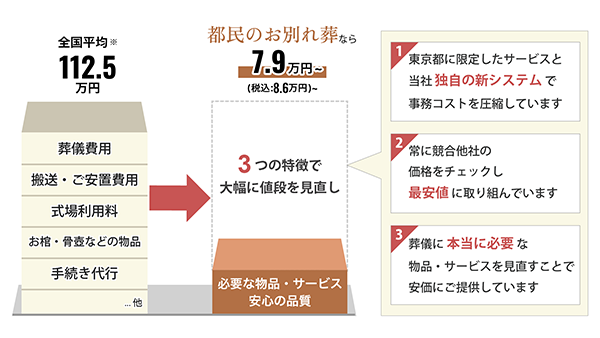 全国平均※
112.5
万円
葬儀費用
搬送・ご安置費用
式場利用料
お棺・骨壺などの物品
手続き代行
... 他
都民のお別れ葬なら
7.9万円~
(税込:8.6万円)~
3つの特徴で
大幅に値段を見直し
必要な物品・サービス
安心の品質
1
東京都に限定したサービスと
当社独自の新システムで
事務コストを圧縮しています
2
常に競合他社の
価格をチェックし
最安値に取り組んでいます
3
葬儀に本当に必要な
物品・サービスを見直すことで
安価にご提供しています